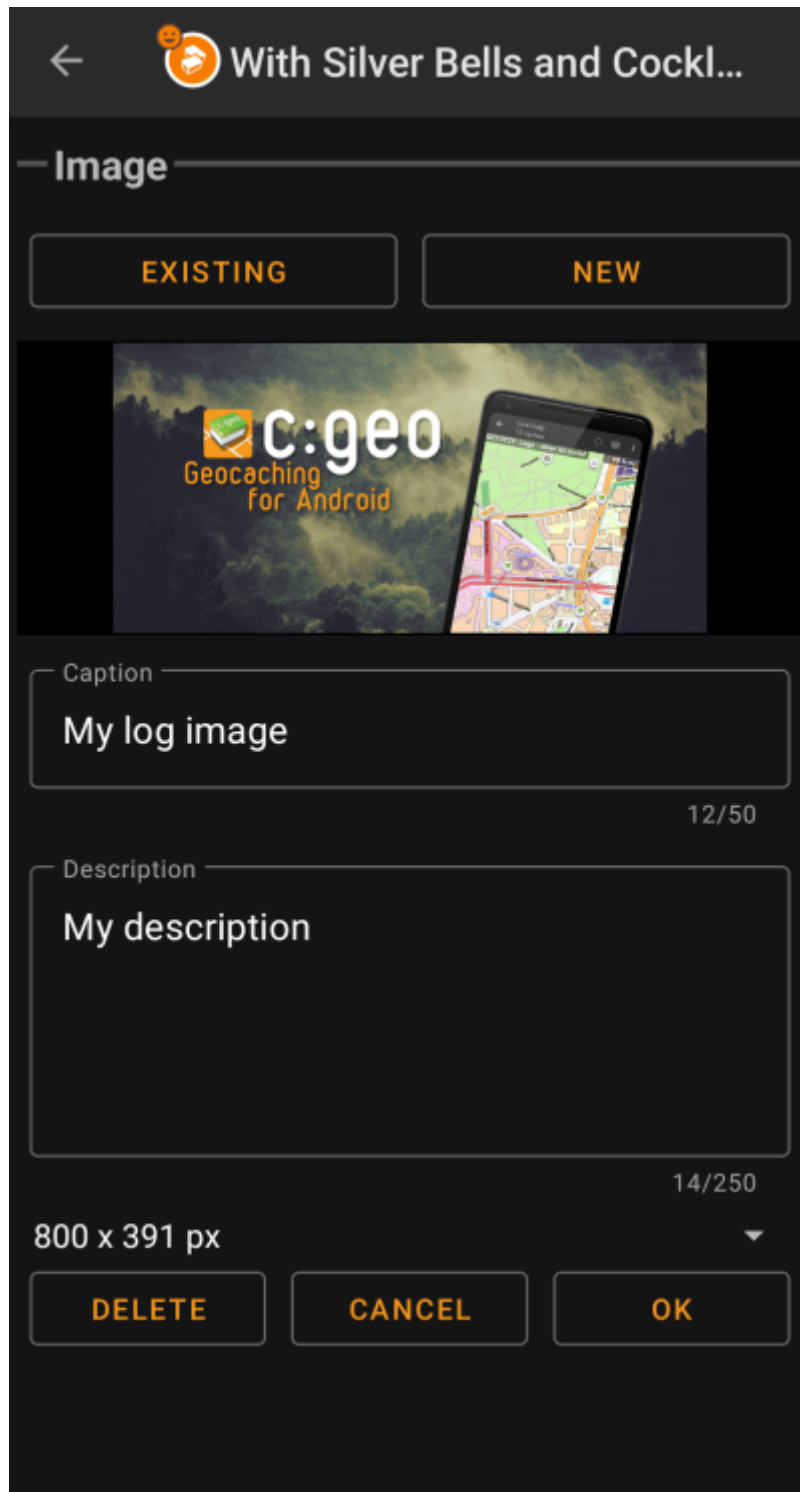 With Silver Bells and Cockl...
Image
EXISTING
NEW
c:geo
Geocaching
for Android
Caption
My log image
12/50
Description
My description
14/250
800 x 391 px
DELETE
CANCEL
OK